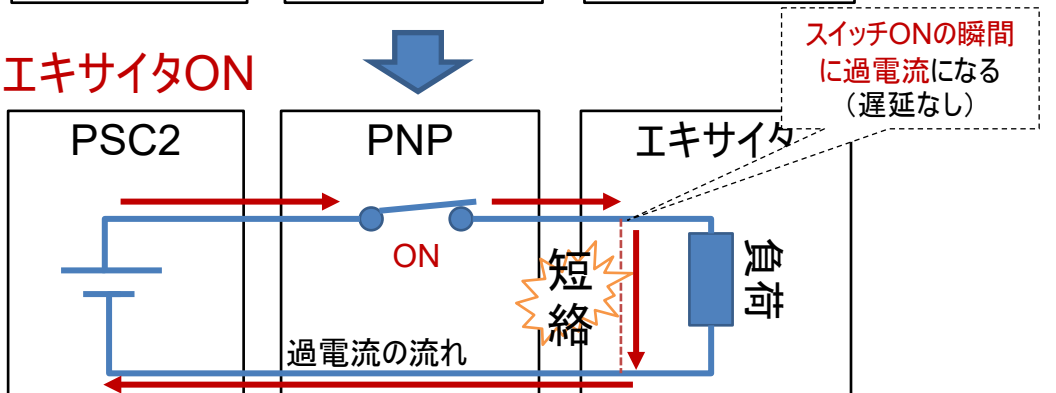 スイッチONの瞬間
に過電流になる
（遅延なし）
エキサイタON
PSC2
PNP
エキサイタ
ON
短
絡
負荷
過電流の流れ